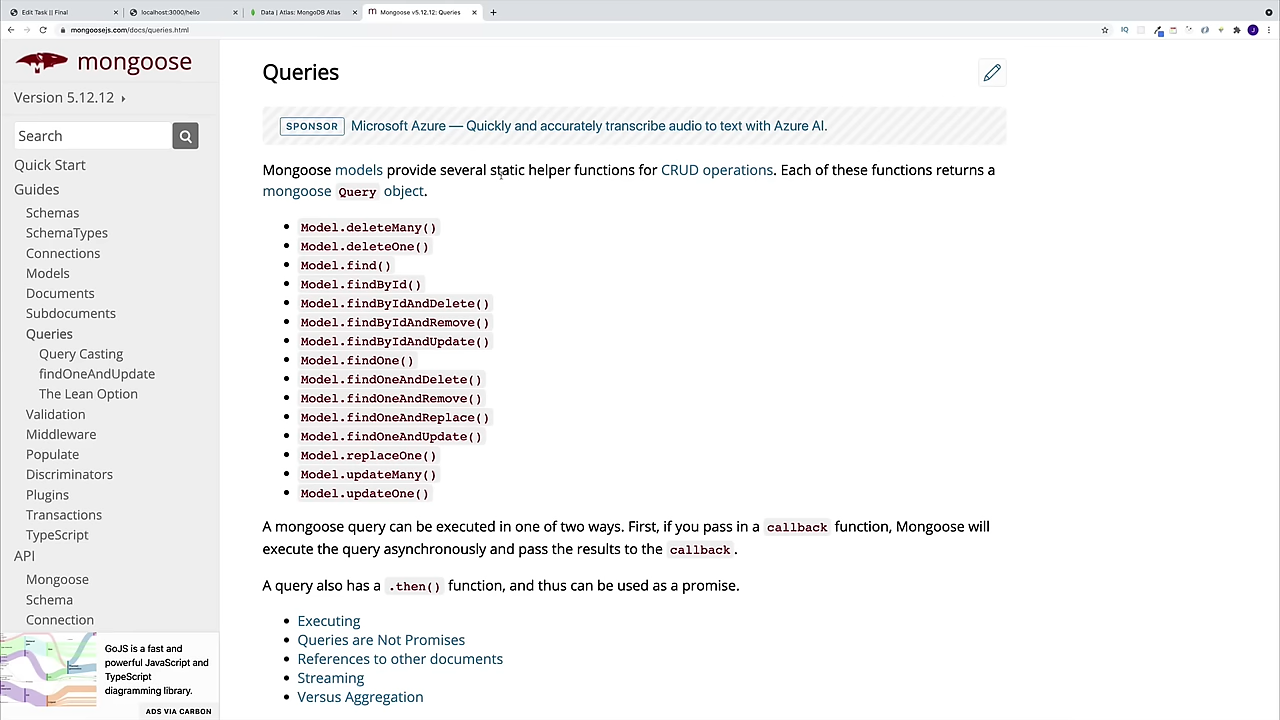 Edit Task || Final
localhost:3000/hello
Data | Atlas: MongoDB Atlas
Mongoose v5.12.12: Queries
mongoosejs.com/docs/queries.html
mongoose
Version 5.12.12
Search
Quick Start
Guides
Schemas
SchemaTypes
Connections
Models
Documents
Subdocuments
Queries
Query Casting
findOneAndUpdate
The Lean Option
Validation
Middleware
Populate
Discriminators
Plugins
Transactions
TypeScript
API
Mongoose
Schema
Connection
GoJS is a fast and
powerful JavaScript and
TypeScript
diagramming library.
ADS VIA CARBON
Queries
SPONSOR Microsoft Azure — Quickly and accurately transcribe audio to text with Azure AI.
Mongoose models provide several static helper functions for CRUD operations. Each of these functions returns a
mongoose Query object.
Model.deleteMany()
Model.deleteOne()
Model.find()
Model.findById()
Model.findByIdAndDelete()
Model.findByIdAndRemove()
Model.findByIdAndUpdate()
Model.findOne()
Model.findOneAndDelete()
Model.findOneAndRemove()
Model.findOneAndReplace()
Model.findOneAndUpdate()
Model.replaceOne()
Model.updateMany()
Model.updateOne()
A mongoose query can be executed in one of two ways. First, if you pass in a callback function, Mongoose will
execute the query asynchronously and pass the results to the callback.
A query also has a .then() function, and thus can be used as a promise.
Executing
Queries are Not Promises
References to other documents
Streaming
Versus Aggregation